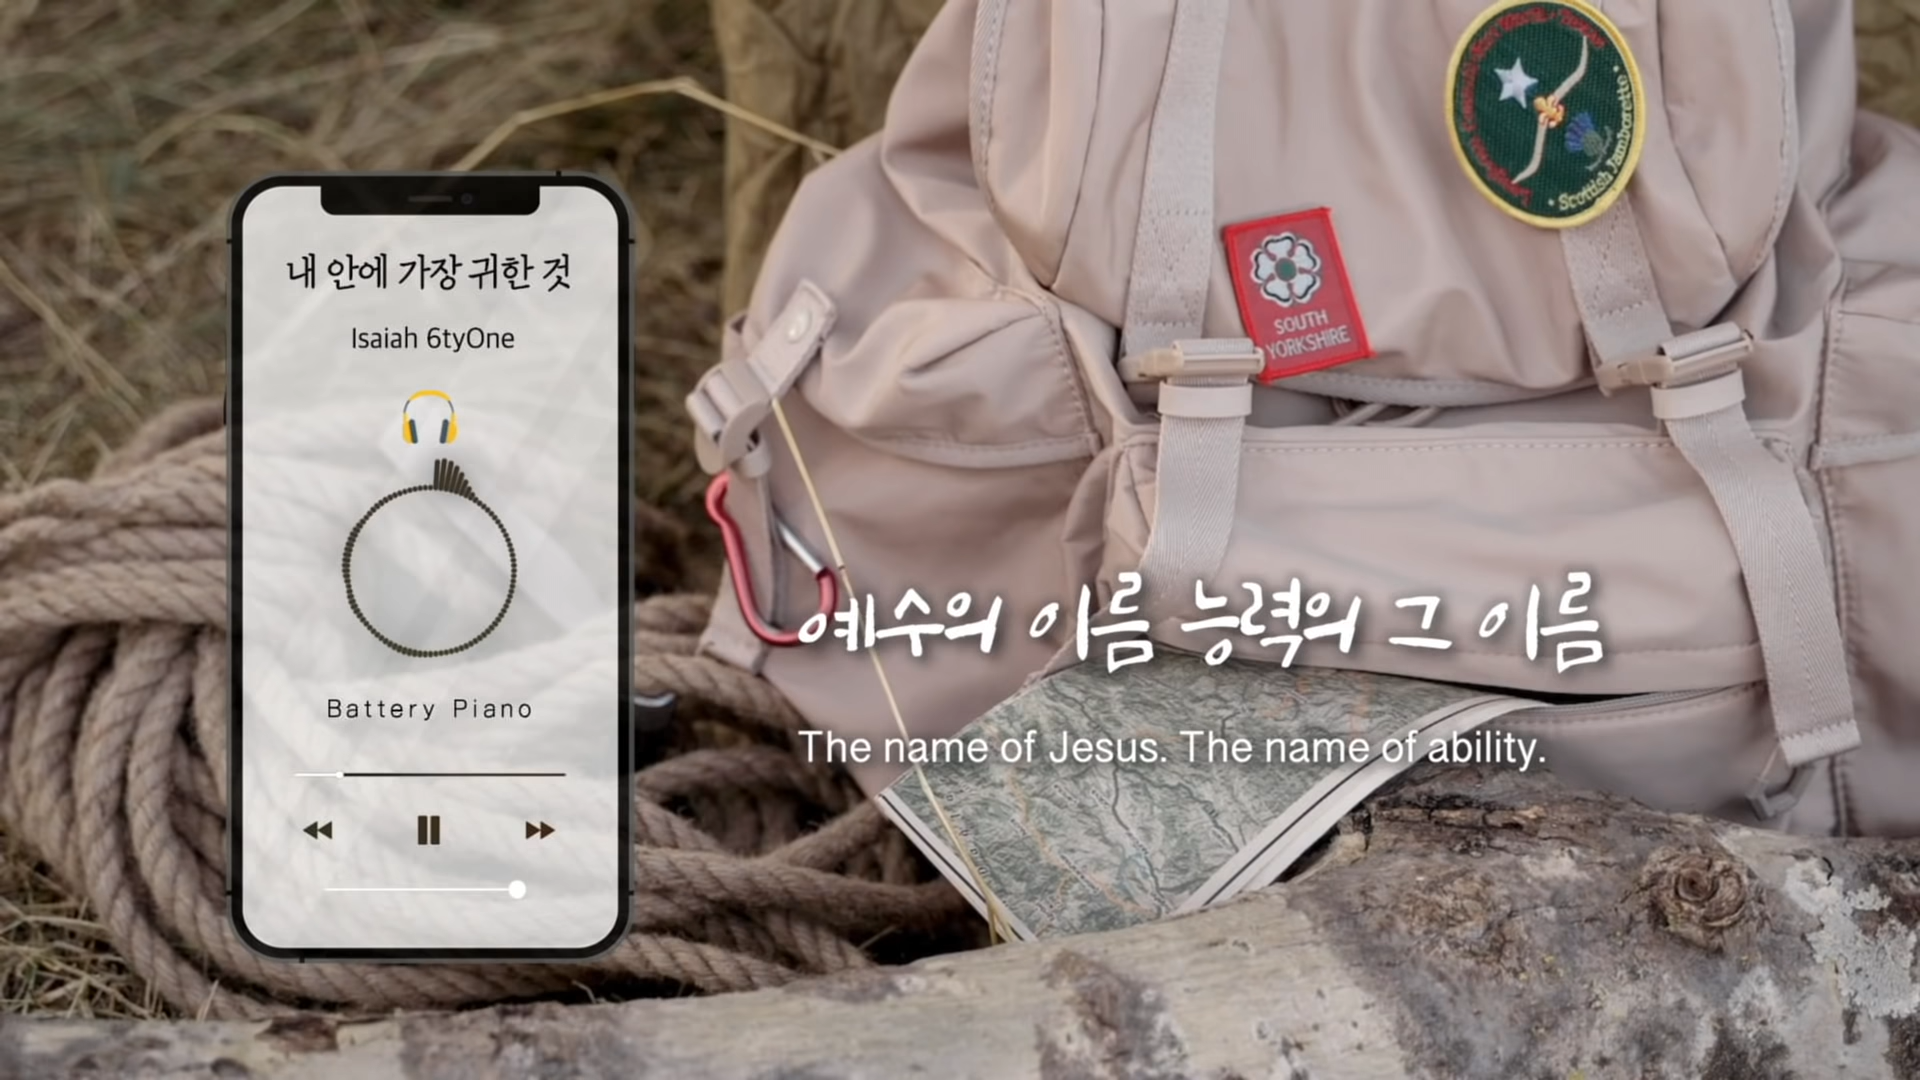 내 안에 가장 귀한 것
Isaiah 6tyOne
Battery Piano
예수의 이름 능력의 그 이름
The name of Jesus. The name of ability.
SOUTH
YORKSHIRE
Scottish Jamborette